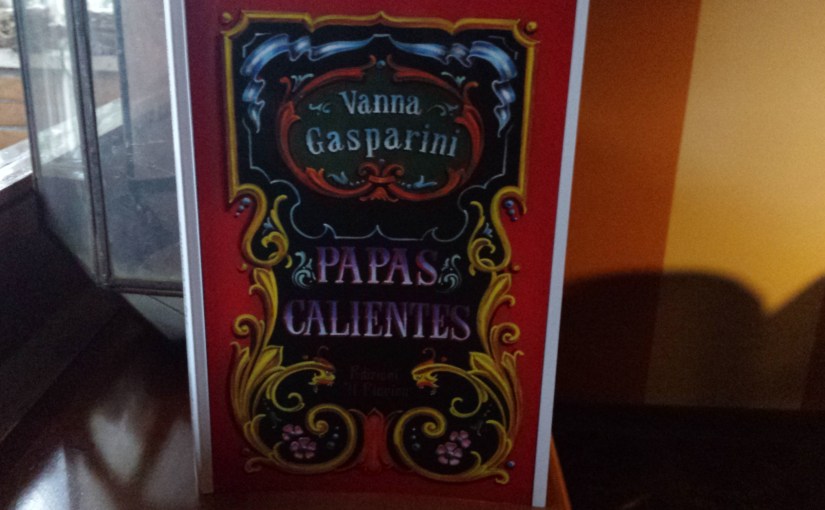 Vanna
Gasparini
PAPAS
CALIENTES